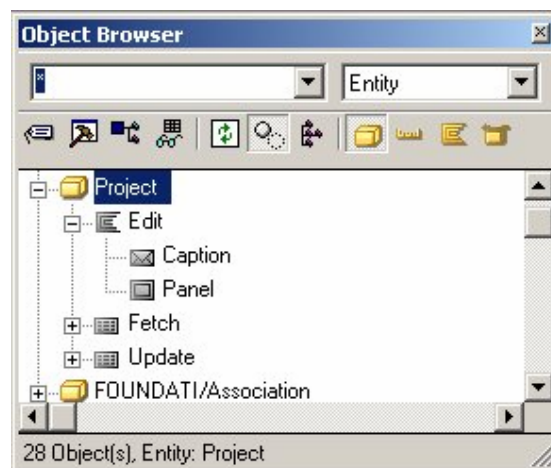 Object Browser
*
Entity
Project
Edit
Caption
Panel
Fetch
Update
FOUNDATI/Association
28 Object(s), Entity: Project